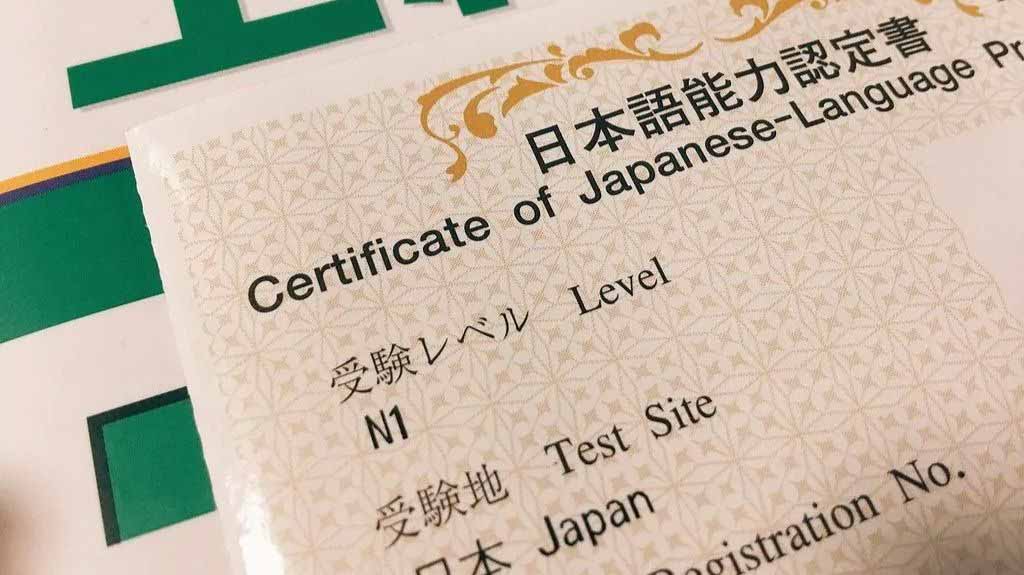 日本語能力認定書
Certificate of Japanese-Language
受験レベル Level
N1
受験地 Test Site
日本 Japan
Registration No.